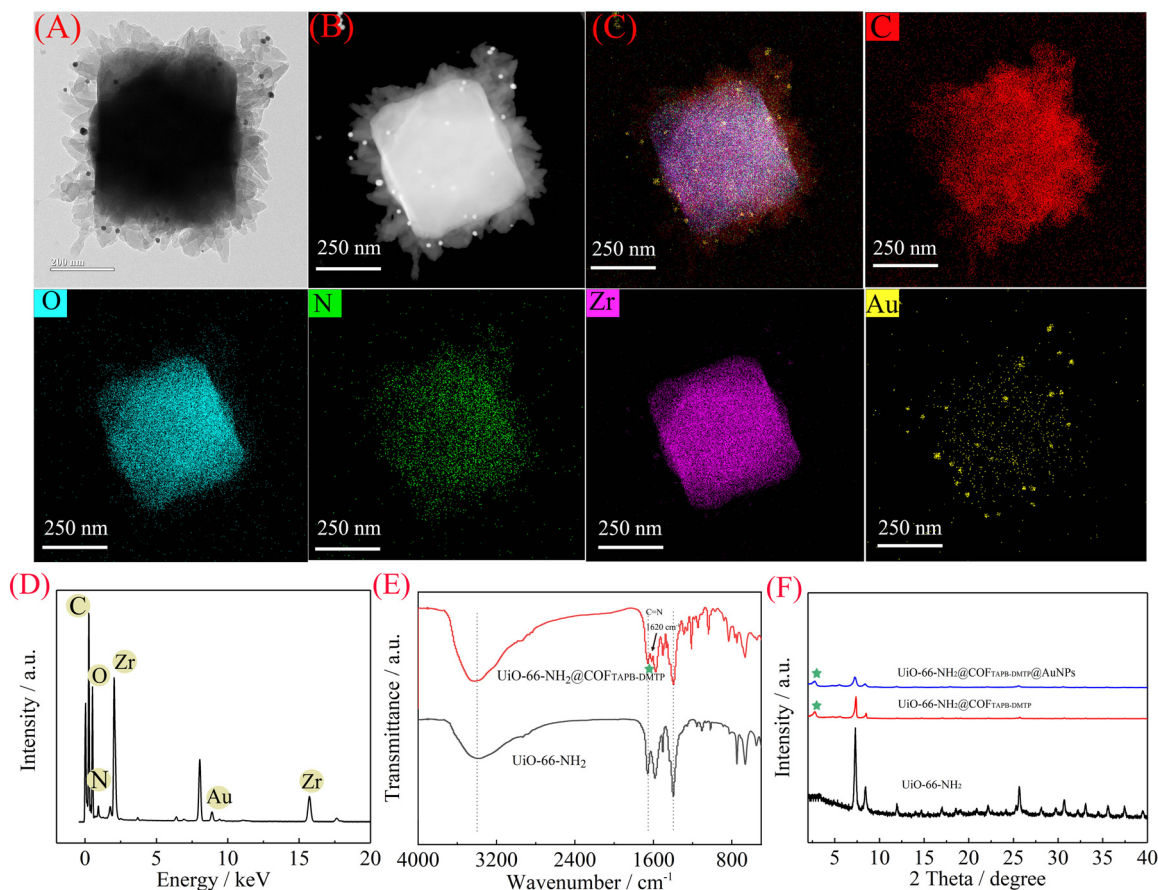 (A)
200 nm
(B)
250 nm
(C)
250 nm
C
250 nm
O
250 nm
N
250 nm
Zr
250 nm
Au
250 nm
(D)
C
O
Zr
N
Au
Zr
Intensity / a.u.
0 5 10 15 20
Energy / keV
(E)
C=N
1620 cm⁻¹
UiO-66-NH₂@COFTAPB-DMTP
UiO-66-NH₂
Transmittance / a.u.
4000 3200 2400 1600 800
Wavenumber / cm⁻¹
(F)
UiO-66-NH₂@COFTAPB-DMTP@AuNPs
UiO-66-NH₂@COFTAPB-DMTP
UiO-66-NH₂
Intensity / a.u.
5 10 15 20 25 30 35 40
2 Theta / degree